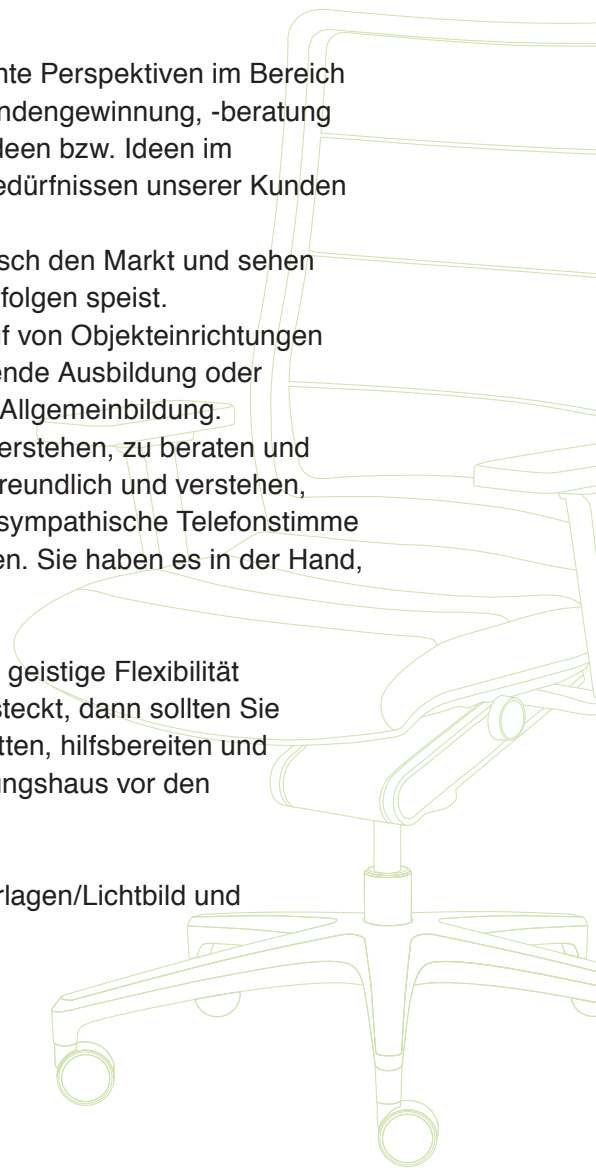 nte Perspektiven im Bereich
ndengewinnung, -beratung
deen bzw. Ideen im
edürfnissen unserer Kunden
sch den Markt und sehen
folgen speist.
f von Objekteinrichtungen
ende Ausbildung oder
Allgemeinbildung.
erstehen, zu beraten und
freundlich und verstehen,
sympathische Telefonstimme
en. Sie haben es in der Hand,
geistige Flexibilität
steckt, dann sollten Sie
tten, hilfsbereiten und
ungshaus vor den
rlagen/Lichtbild und